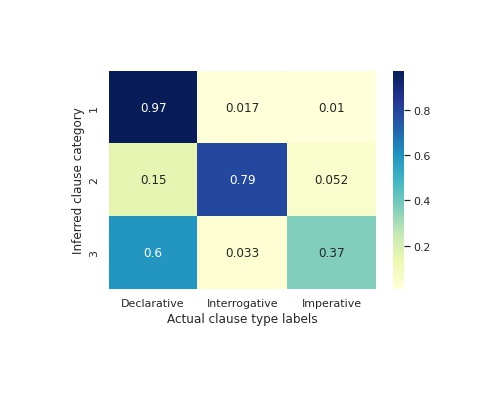 1 0.97 0.017 0.01
2 0.15 0.79 0.052
3 0.6 0.033 0.37
Inferred clause category
Declarative Interrogative Imperative
Actual clause type labels
0.8
0.6
0.4
0.2